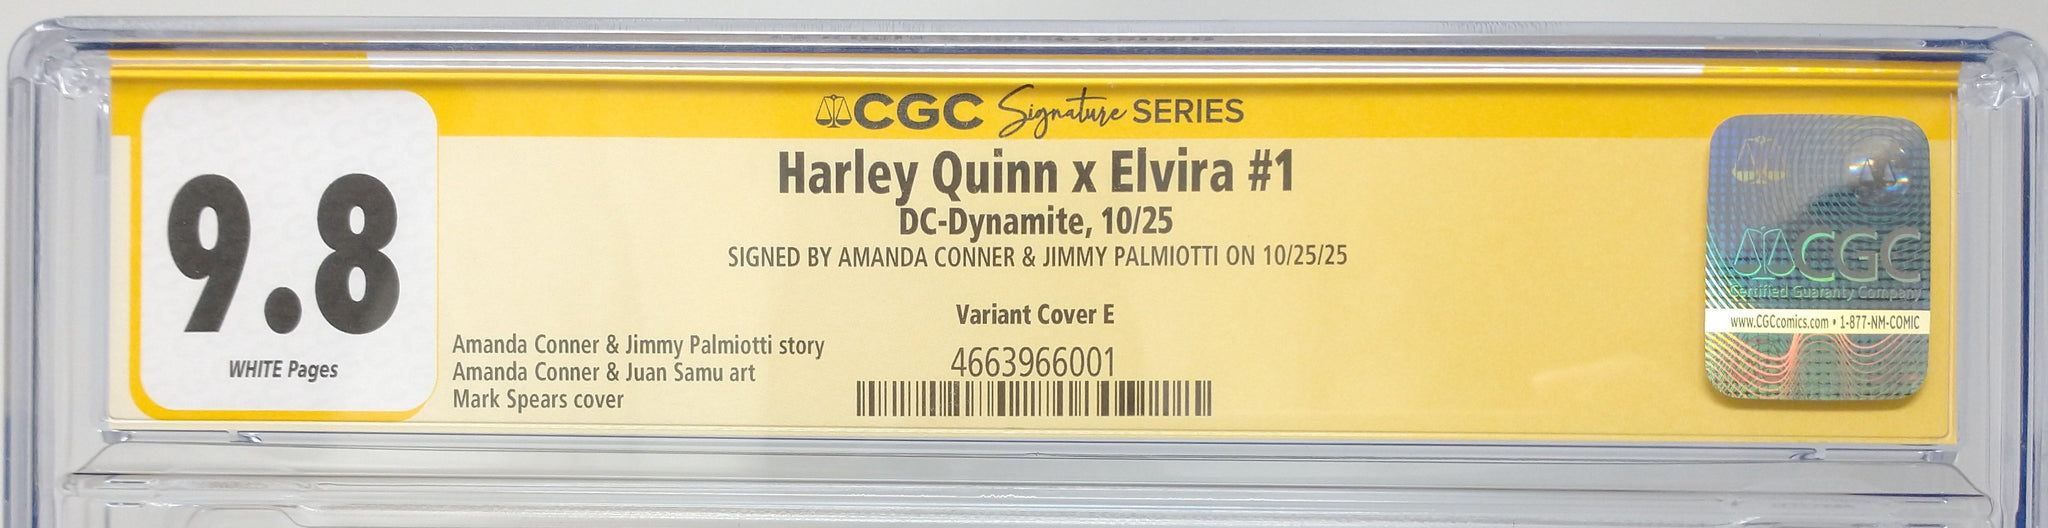 CGC Signature SERIES
9.8
WHITE Pages
Harley Quinn x Elvira #1
DC-Dynamite, 10/25
SIGNED BY AMANDA CONNER & JIMMY PALMIOTTI ON 10/25/25
Variant Cover E
Amanda Conner & Jimmy Palmiotti story
Amanda Conner & Juan Samu art
Mark Spears cover
4663966001
CGC
Certified Guaranty Company
www.CGCcomics.com • 1-877-NM-COMIC